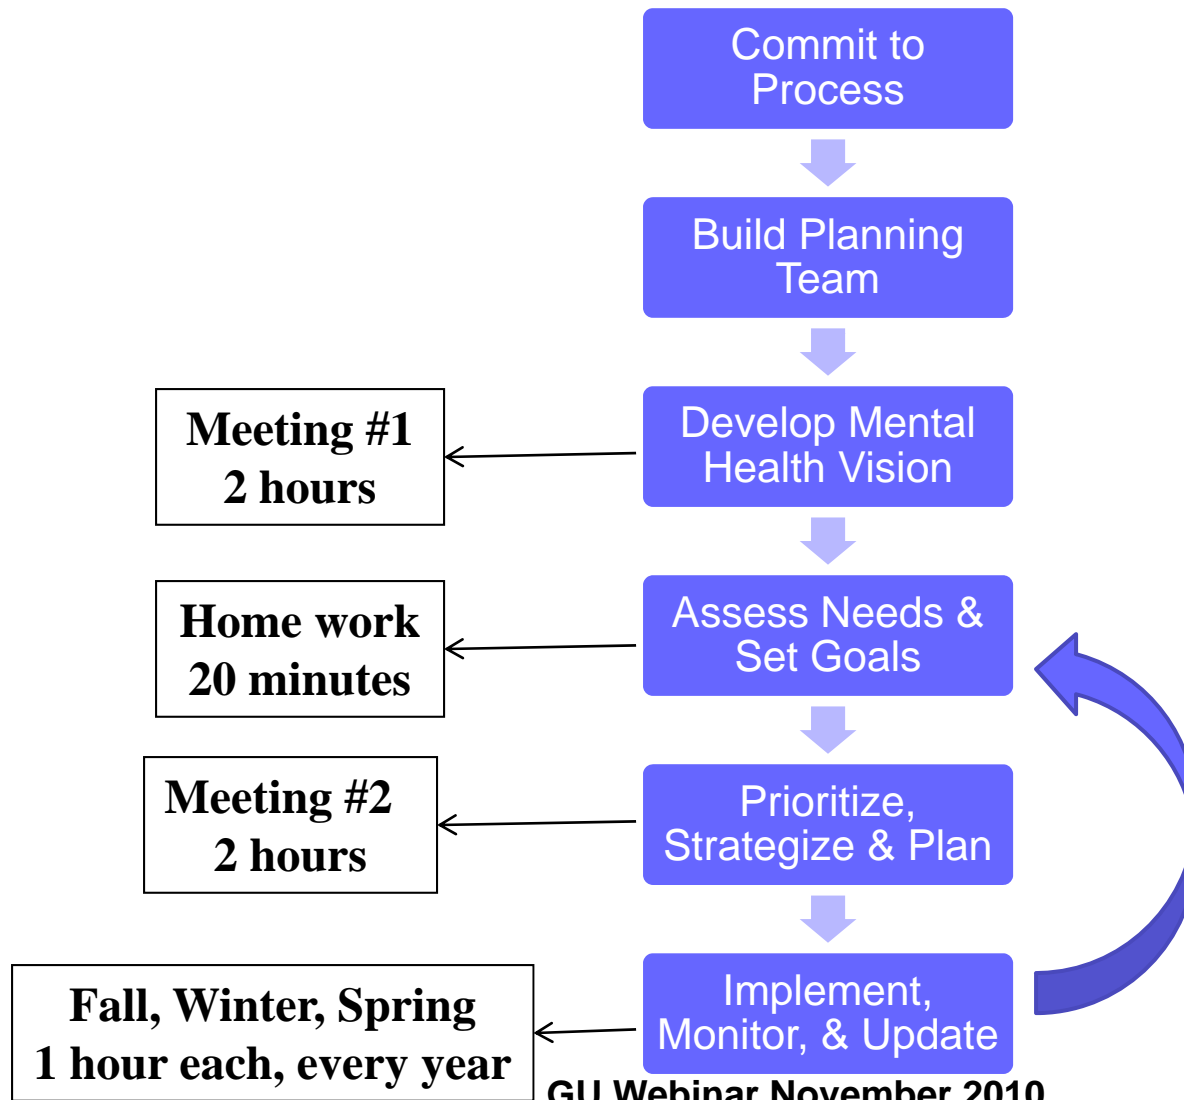 Commit to
Process
Build Planning
Team
Meeting #1
2 hours
Develop Mental
Health Vision
Home work
20 minutes
Assess Needs &
Set Goals
Meeting #2
2 hours
Prioritize,
Strategize & Plan
Fall, Winter, Spring
1 hour each, every year
Implement,
Monitor, & Update
GU Webinar November 2010